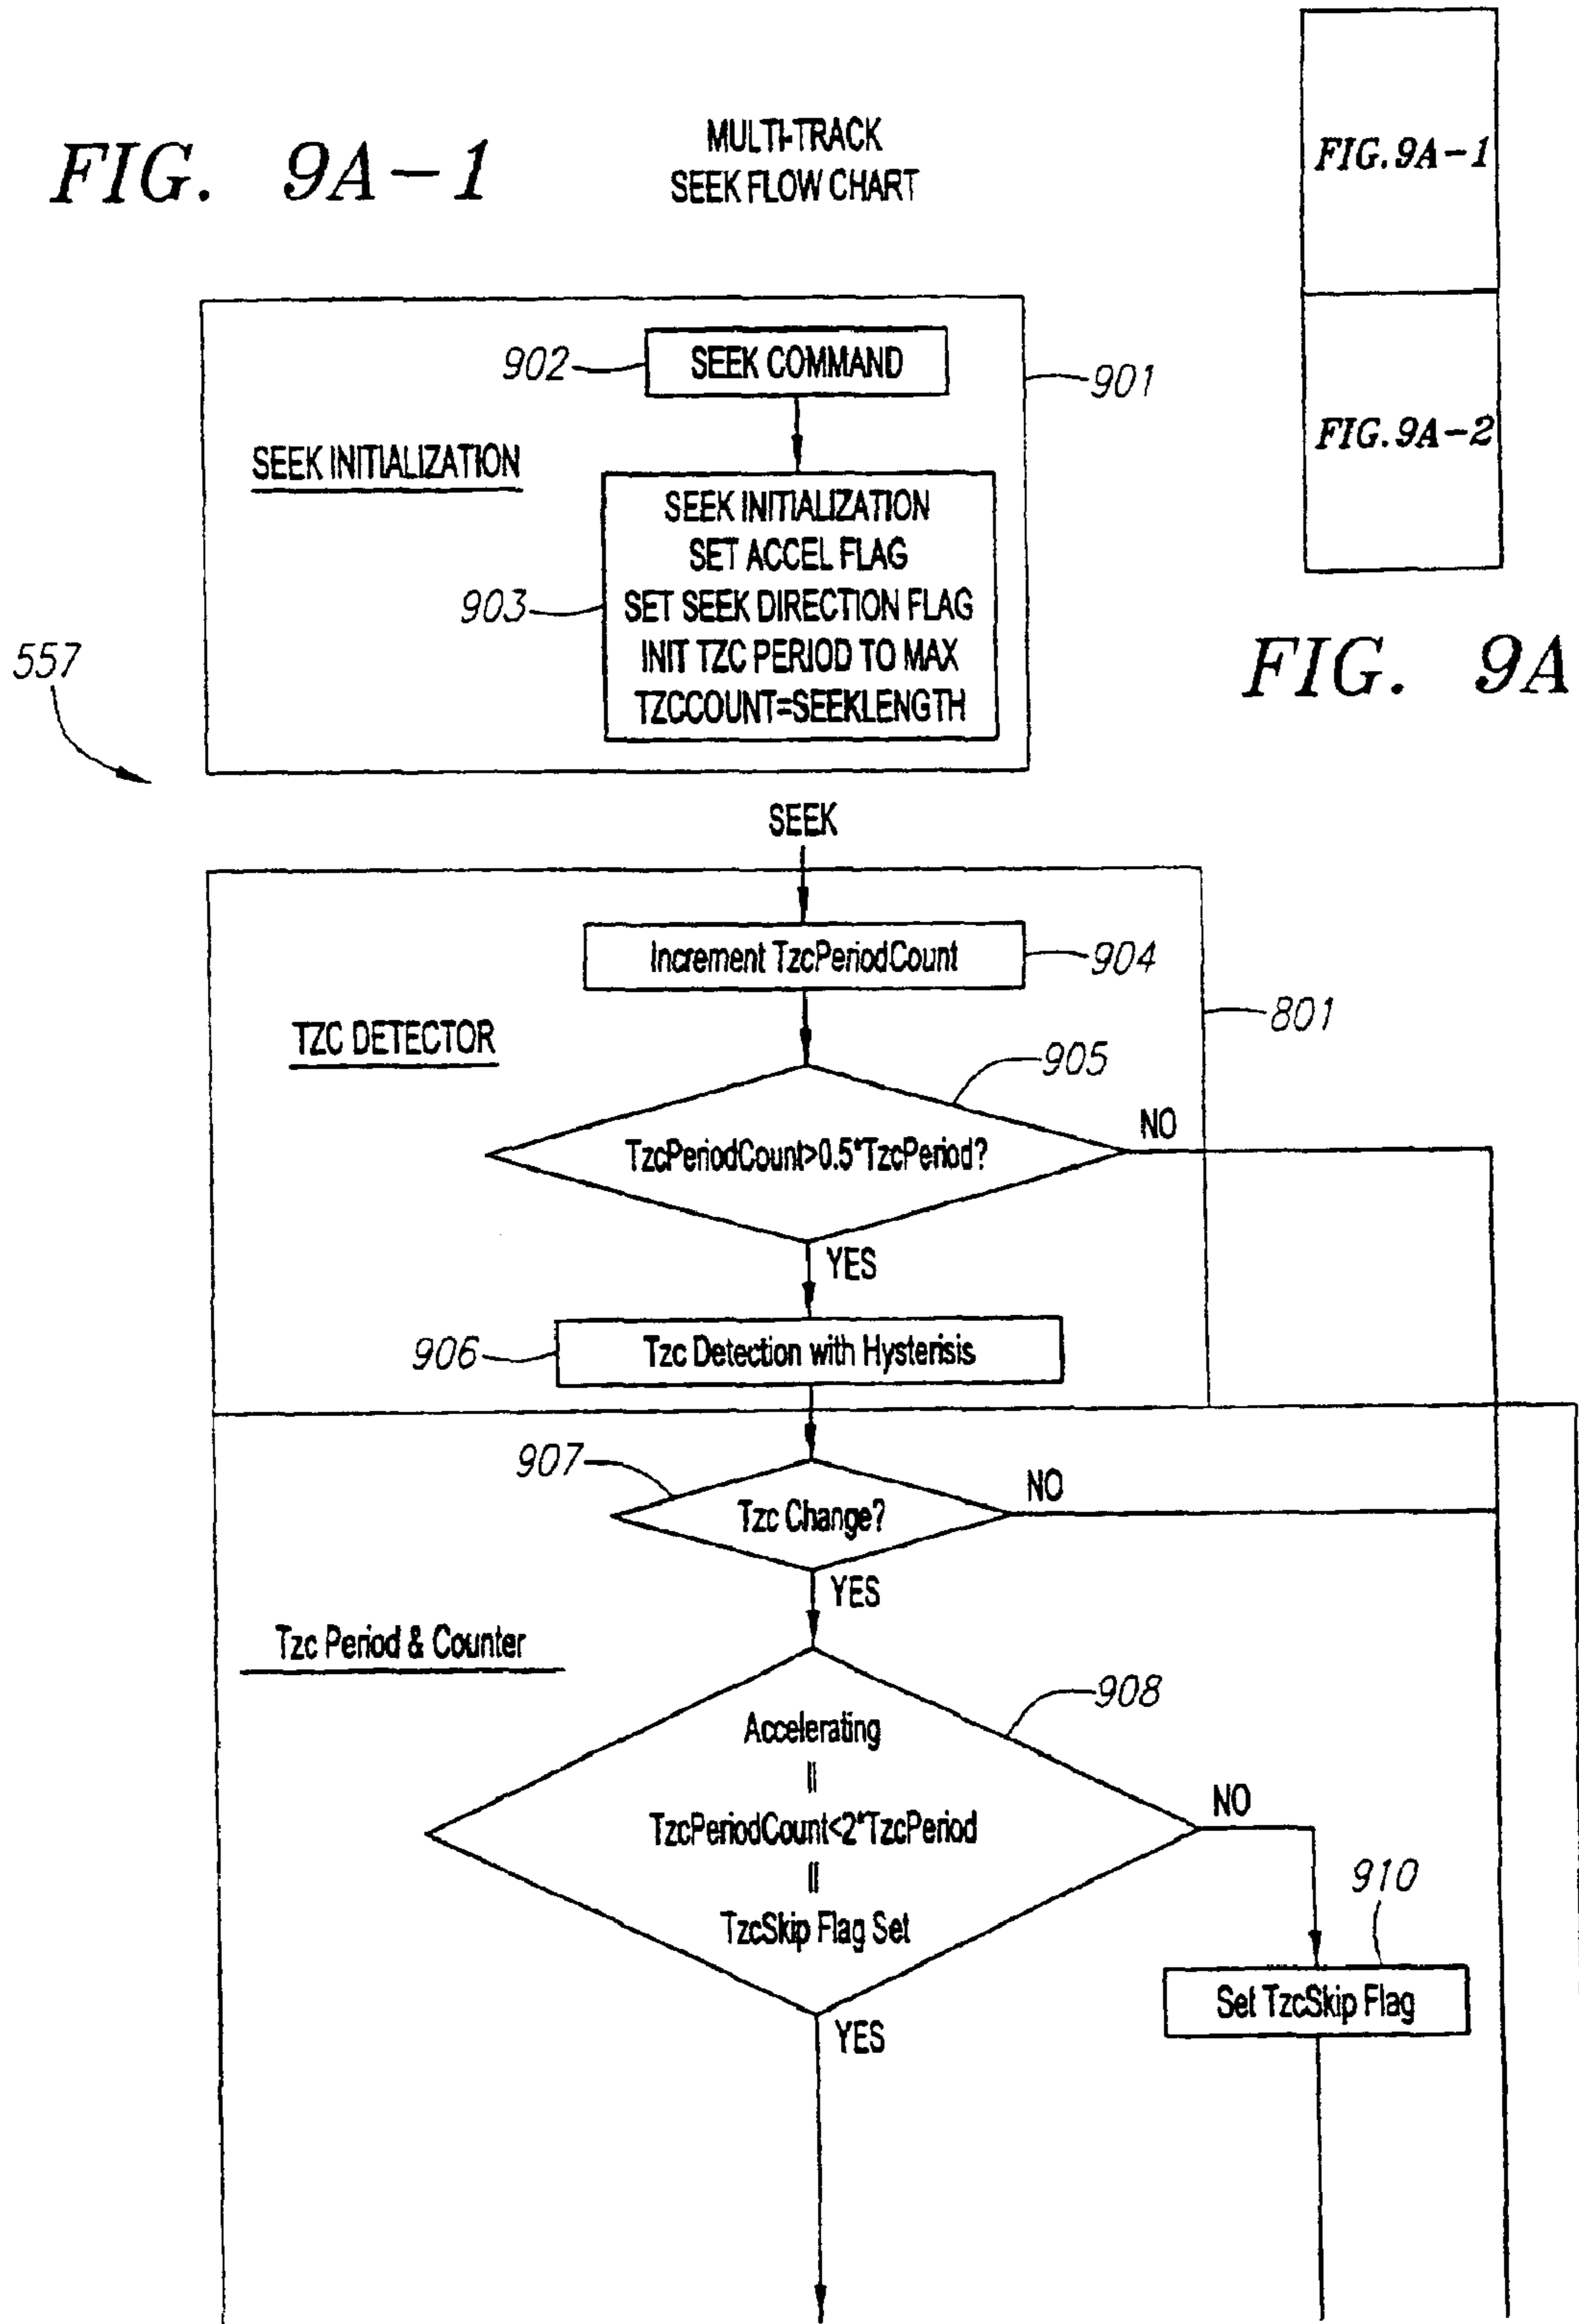 FIG. 9A-1
MULTI-TRACK
SEEK FLOW CHART
FIG.9A-1
FIG.9A-2
FIG. 9A
902
SEEK COMMAND
901
SEEK INITIALIZATION
903
SEEK INITIALIZATION
SET ACCEL FLAG
SET SEEK DIRECTION FLAG
INIT TZC PERIOD TO MAX
TZCCOUNT=SEEKLENGTH
557
SEEK
Increment TzcPeriodCount
904
801
TZC DETECTOR
905
TzcPeriodCount>0.5*TzcPeriod?
NO
YES
906
Tzc Detection with Hysterisis
907
Tzc Change?
NO
YES
Tzc Period & Counter
908
Accelerating
||
TzcPeriodCount<2*TzcPeriod
||
TzcSkip Flag Set
NO
910
Set TzcSkip Flag
YES